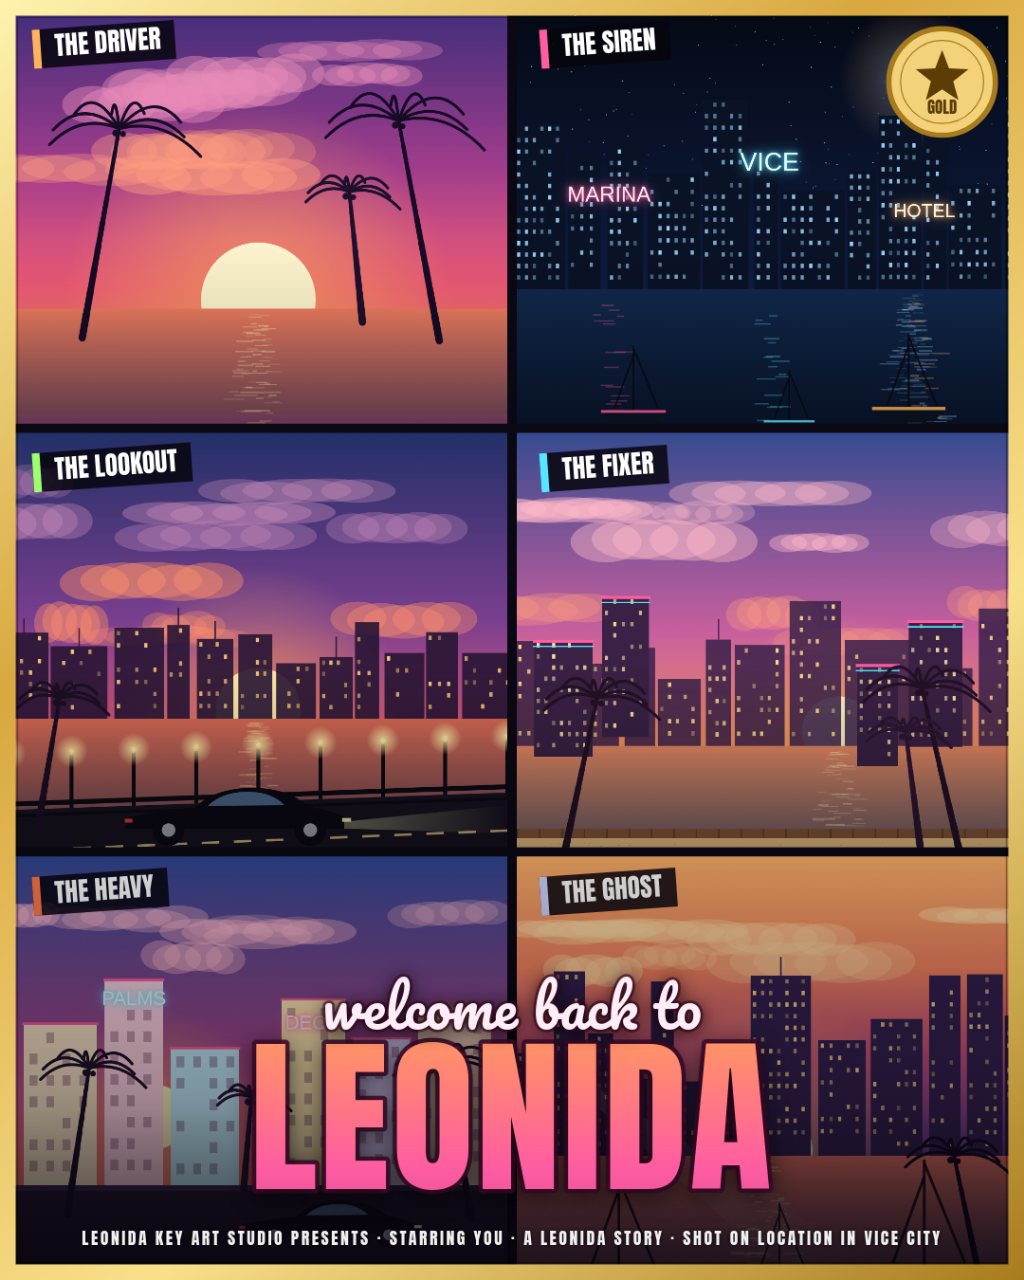 THE DRIVER
THE SIREN
GOLD
VICE
MARINA
HOTEL
THE LOOKOUT
THE FIXER
THE HEAVY
THE GHOST
PALMS
welcome back to
LEONIDA
LEONIDA KEY ART STUDIO PRESENTS · STARRING YOU · A LEONIDA STORY · SHOT ON LOCATION IN VICE CITY